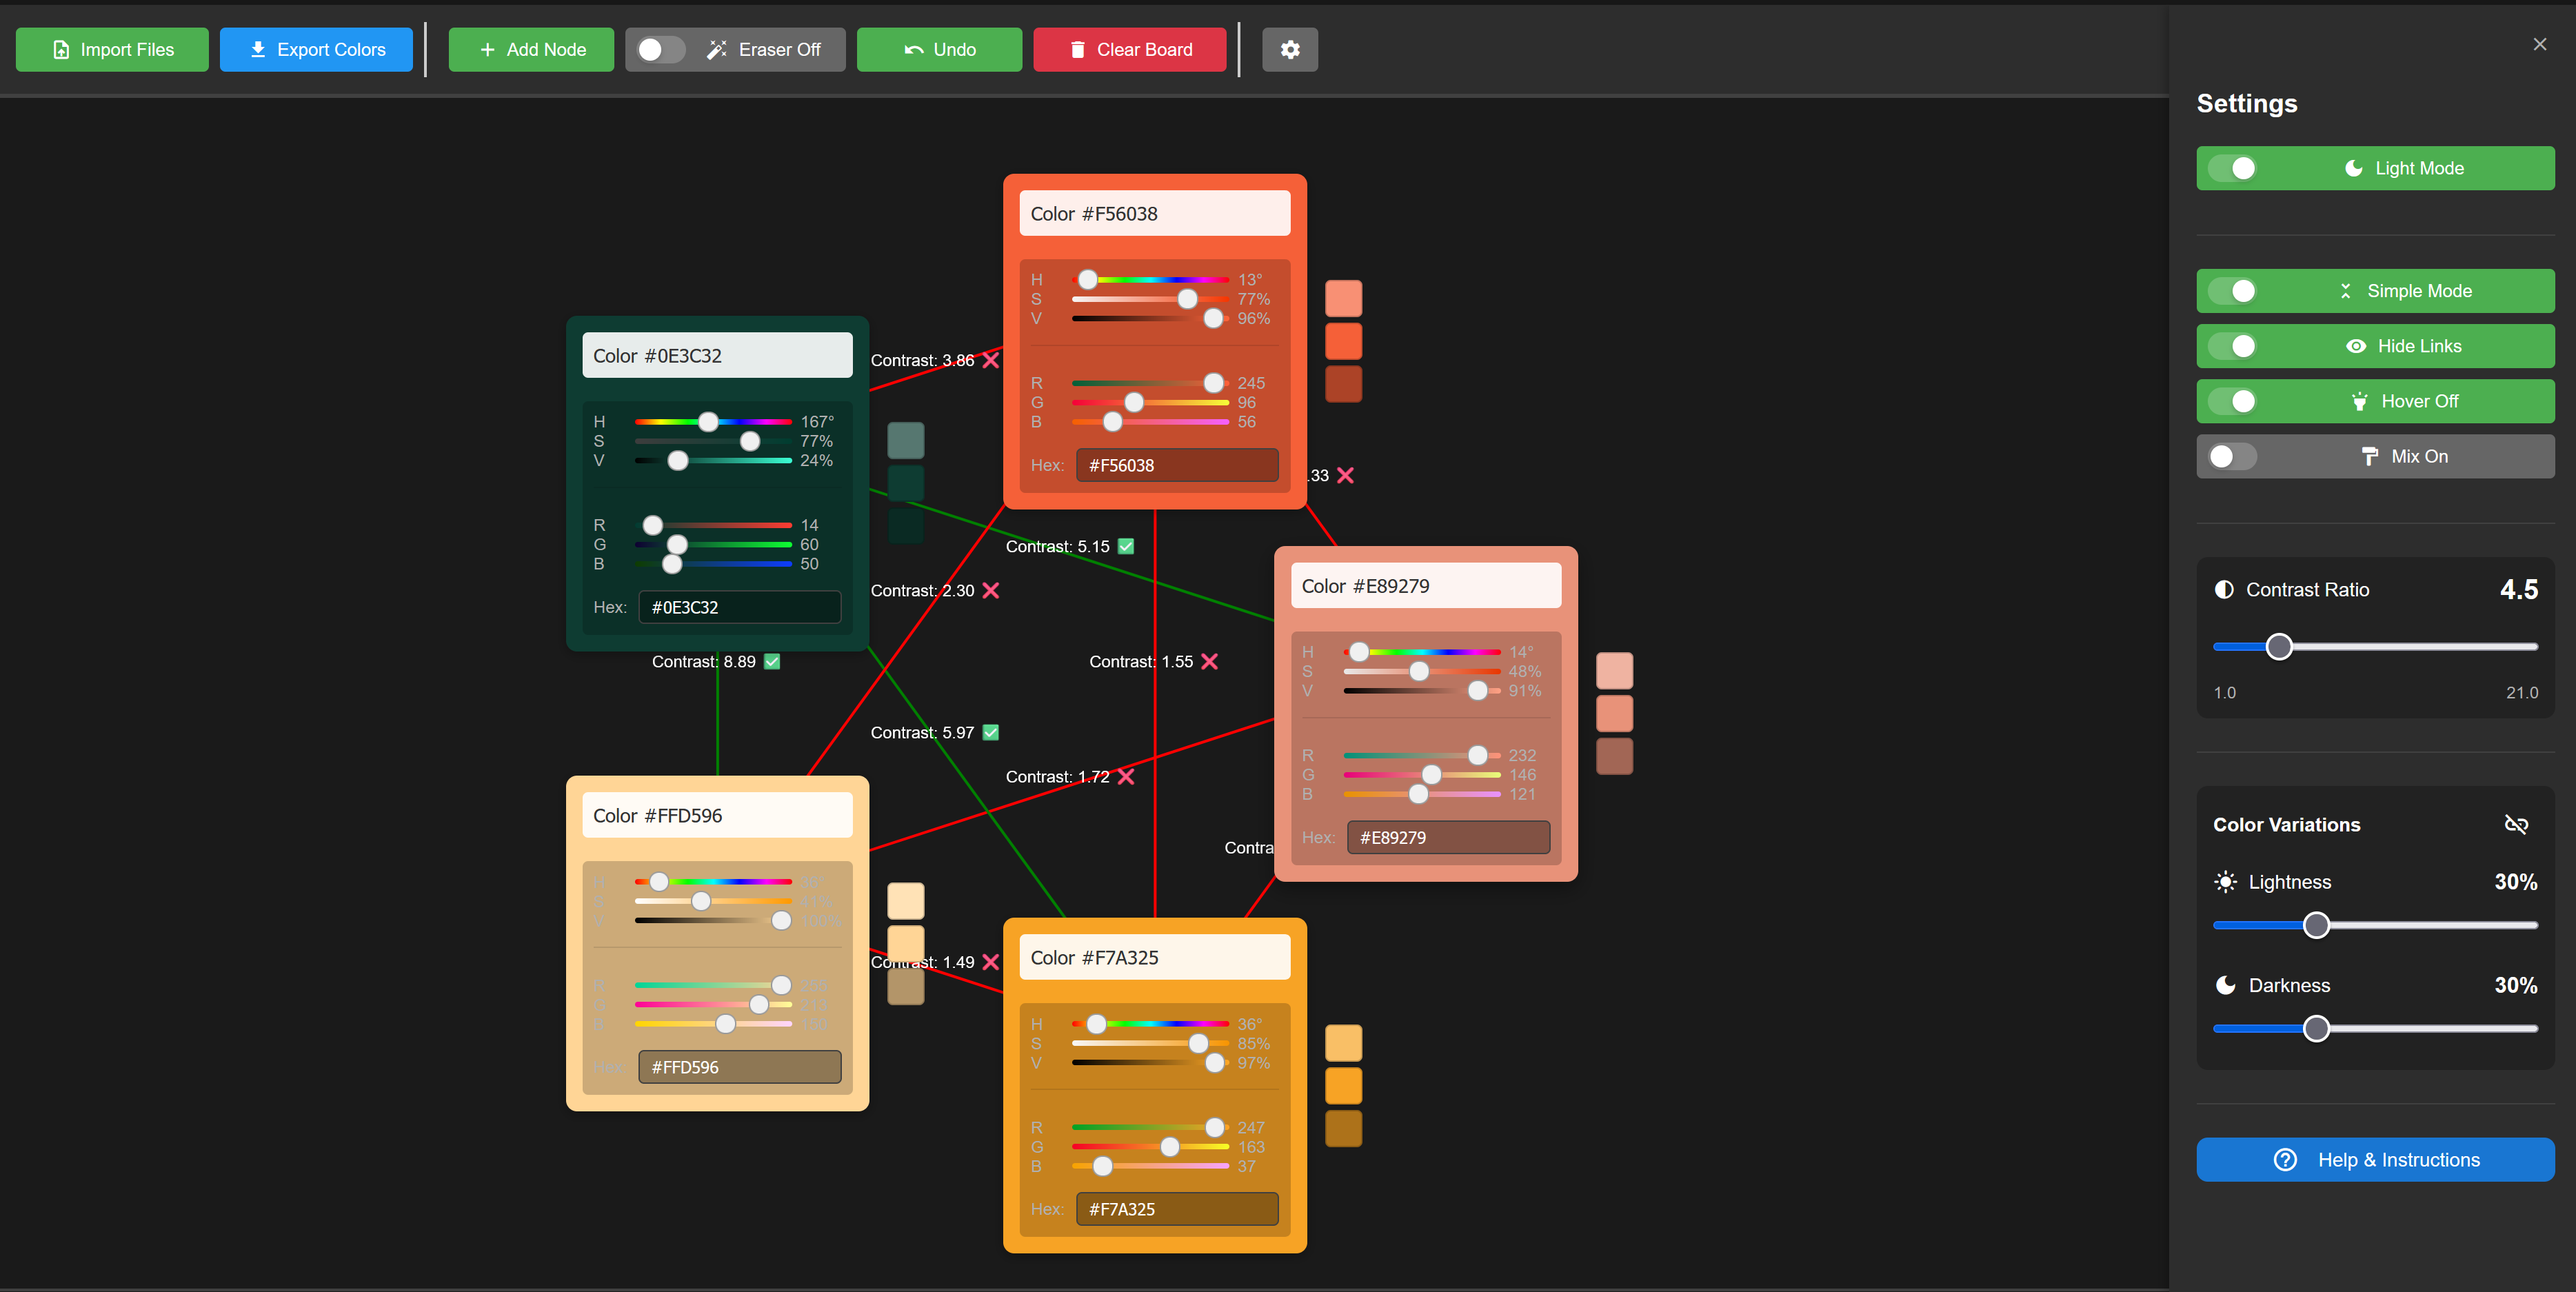 Import Files
Export Colors
Add Node
Eraser Off
Undo
Clear Board
Color #F56038
H 13°
S 77%
V 96%
R 245
G 96
B 56
Hex: #F56038
Color #0E3C32
H 167°
S 77%
V 24%
R 14
G 60
B 50
Hex: #0E3C32
Contrast: 3.86
.33
Contrast: 5.15
Contrast: 2.30
Contrast: 8.89
Contrast: 1.55
Contrast: 5.97
Contrast: 1.72
Contra
Contrast: 1.49
Color #E89279
H 14°
S 48%
V 91%
R 232
G 146
B 121
Hex: #E89279
Color #FFD596
V 100%
Hex: #FFD596
Color #F7A325
H 36°
S 85%
V 97%
R 247
G 163
B 37
Hex: #F7A325
Settings
Light Mode
Simple Mode
Hide Links
Hover Off
Mix On
Contrast Ratio 4.5
1.0 21.0
Color Variations
Lightness 30%
Darkness 30%
Help & Instructions